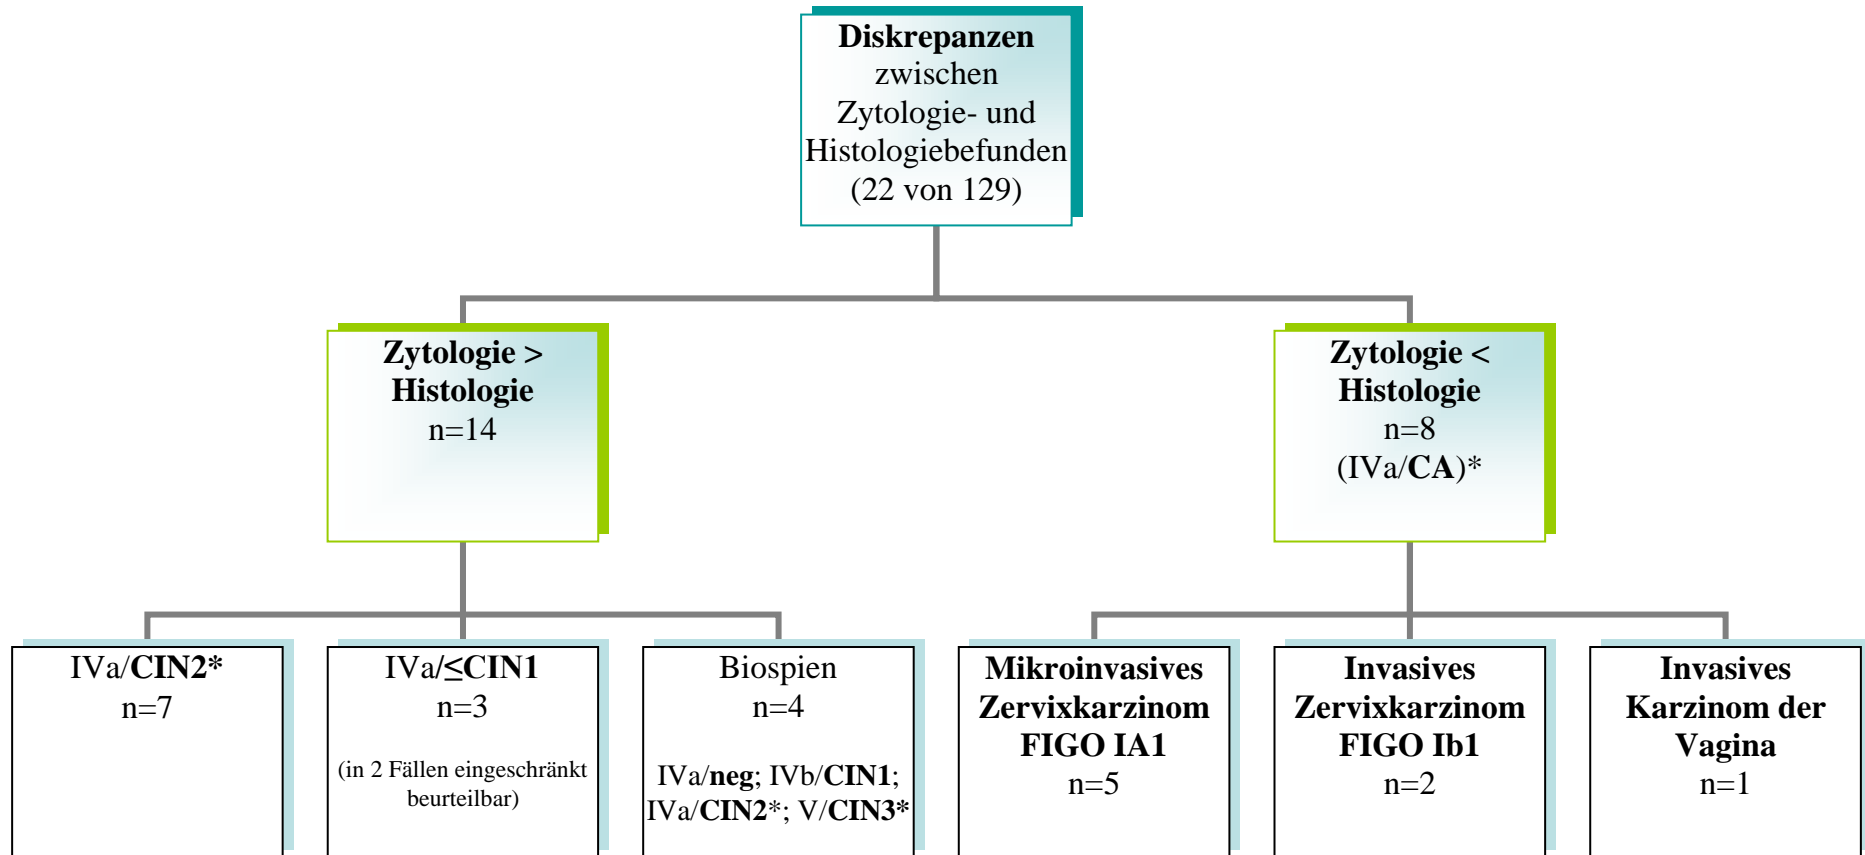 Diskrepanzen
zwischen
Zytologie- und
Histologiebefunden
(22 von 129)
Zytologie >
Histologie
n=14
Zytologie <
Histologie
n=8
(IVa/CA)*
IVa/CIN2*
n=7
IVa/≤CIN1
n=3
(in 2 Fällen eingeschränkt
beurteilbar)
Biospien
n=4
IVa/neg; IVb/CIN1;
IVa/CIN2*; V/CIN3*
Mikroinvasives
Zervixkarzinom
FIGO IA1
n=5
Invasives
Zervixkarzinom
FIGO Ib1
n=2
Invasives
Karzinom der
Vagina
n=1